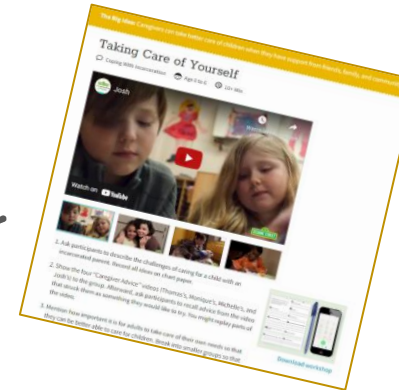 The Big Idea: Caregivers can take better care of children when they have support from friends, family, and communi
Taking Care of Yourself
Coping With Incarceration Age 0 to 6 10+ Min
Josh
Watch on YouTube
1. Ask participants to describe the challenges of caring for a child with an
incarcerated parent. Record all ideas on chart paper.
2. Show the four "Caregiver Advice" videos (Thomas's, Monique's, Michelle's, and
Josh's) to the group. Afterward, ask participants to recall advice from the video
that struck them as something they would like to try. You might replay parts of
the video.
3. Mention how important it is for adults to take care of their own needs so that
they can be better able to care for children. Break into smaller groups so that
Download workshop